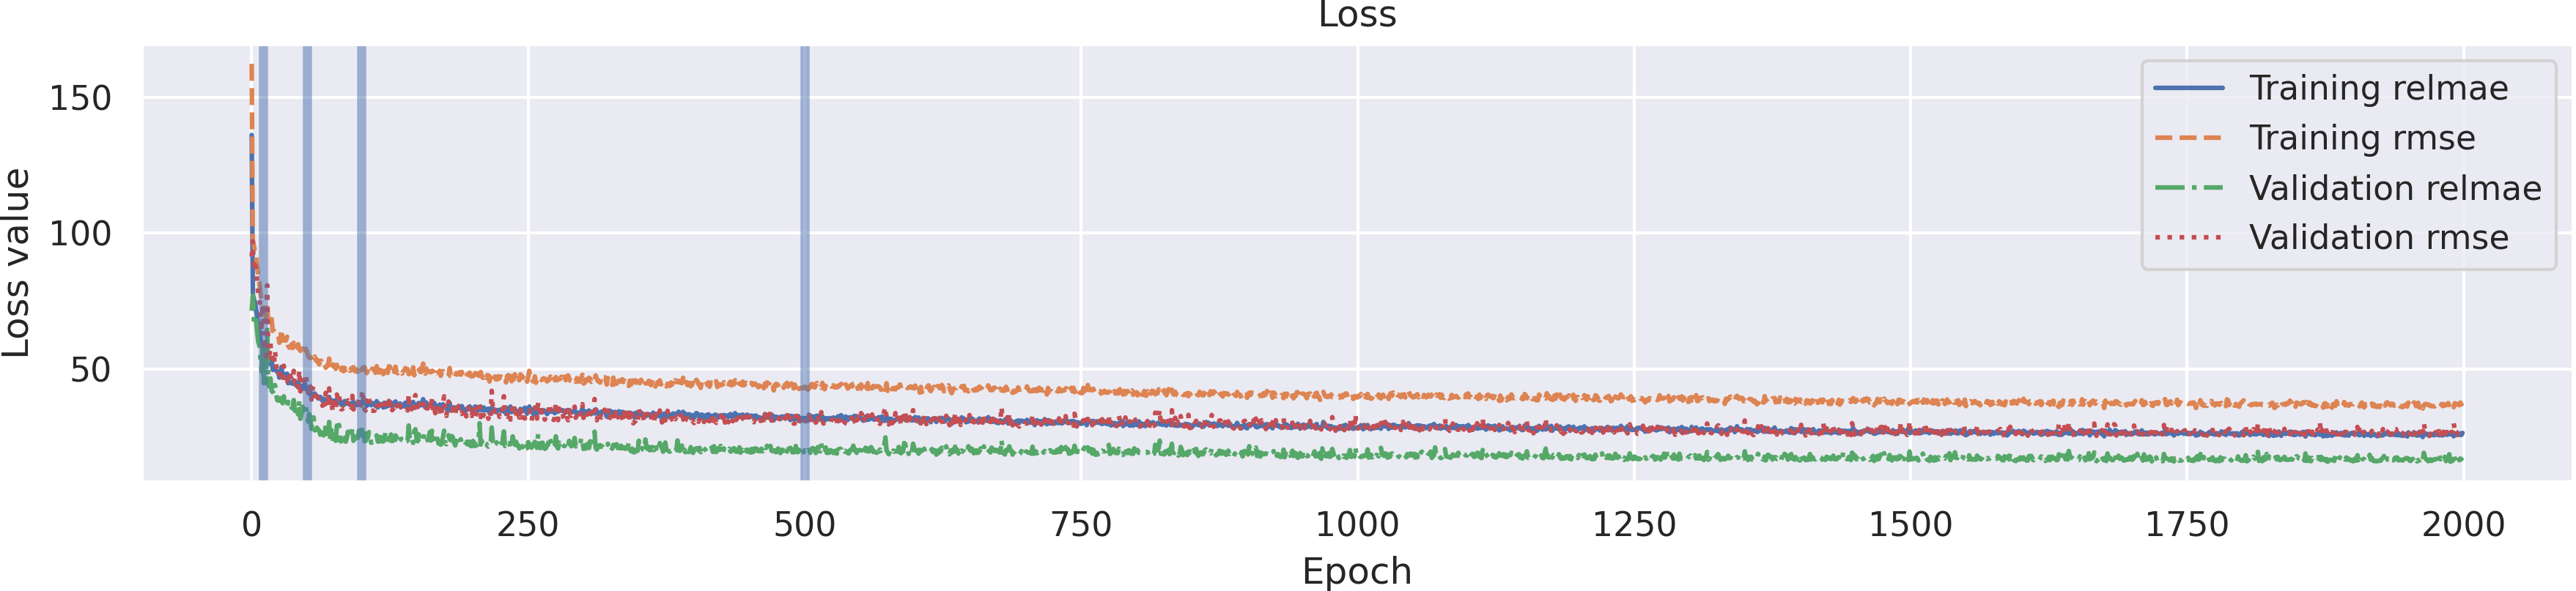 Loss
Loss value
150
100
50
Training relmae
Training rmse
Validation relmae
Validation rmse
0 250 500 750 1000 1250 1500 1750 2000
Epoch